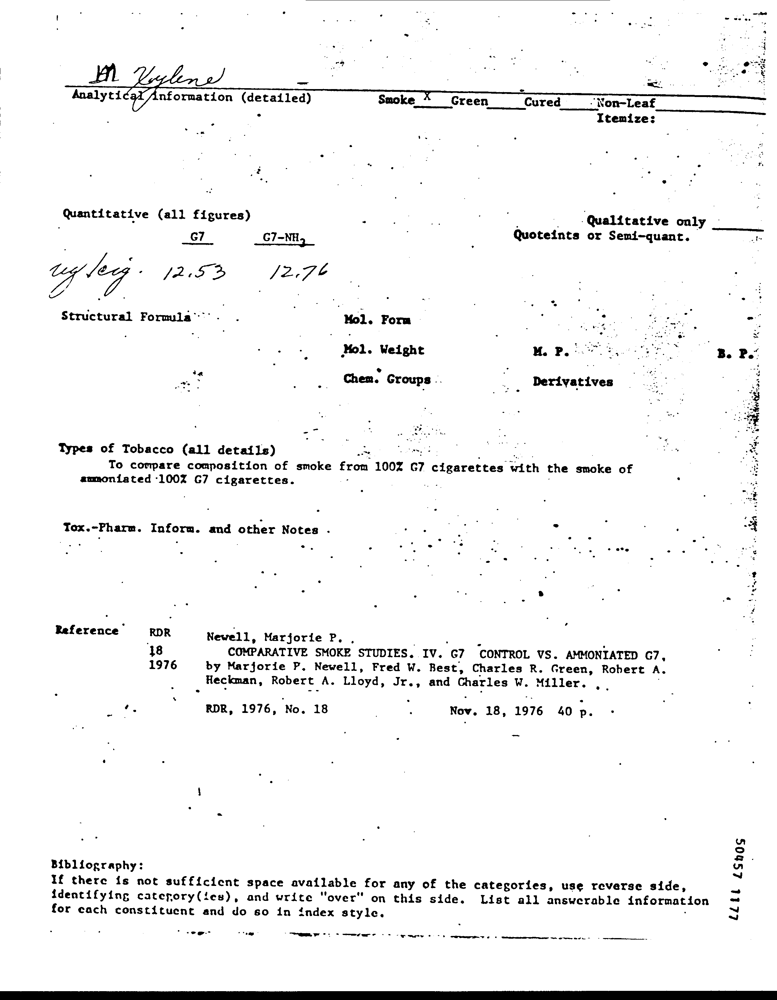 m Xylene
Analytical information (detailed) Smoke X Green Cured Non-Leaf
Itemize:
Quantitative (all figures) Qualitative only
G7 G7-NH3 Quoteints or Semi-quant.
ug/cig. 12.53 12.76
Structural Formula Mol. Form
Mol. Weight M. P. B. P.
Chem. Groups Derivatives
Types of Tobacco (all details)
To compare composition of smoke from 100% G7 cigarettes with the smoke of
ammoniated 100% G7 cigarettes.
Tox.-Pharm. Inform. and other Notes
Reference RDR Newell, Marjorie P.
18 COMPARATIVE SMOKE STUDIES. IV. G7 CONTROL VS. AMMONIATED G7,
1976 by Marjorie P. Newell, Fred W. Best, Charles R. Green, Robert A.
Heckman, Robert A. Lloyd, Jr., and Charles W. Miller.
RDR, 1976, No. 18 Nov. 18, 1976 40 p.
Bibliography:
If there is not sufficient space available for any of the categories, use reverse side,
identifying category(ies), and write "over" on this side. List all answerable information
for each constituent and do so in index style.
50457 1177